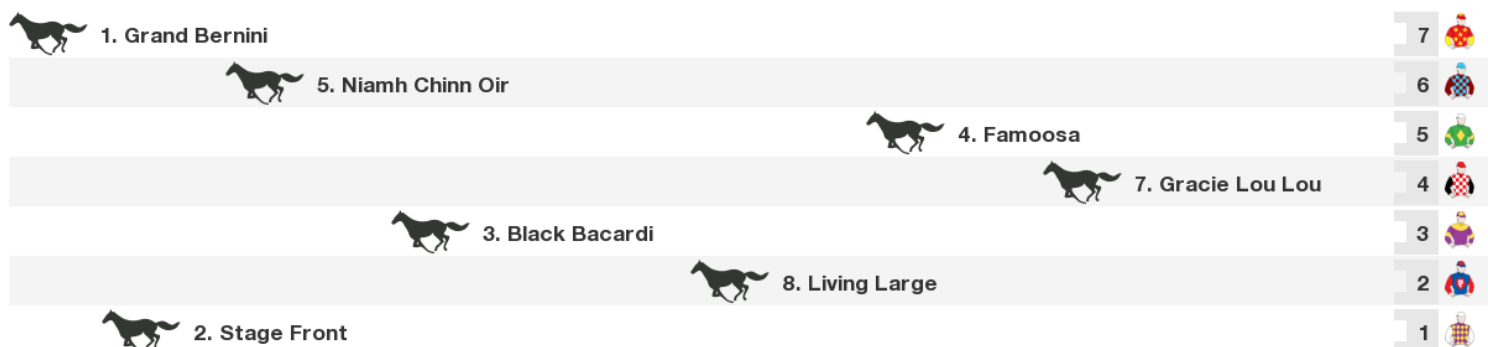 1. Grand Bernini 7
5. Niamh Chinn Oir 6
4. Famoosa 5
7. Gracie Lou Lou 4
3. Black Bacardi 3
8. Living Large 2
2. Stage Front 1